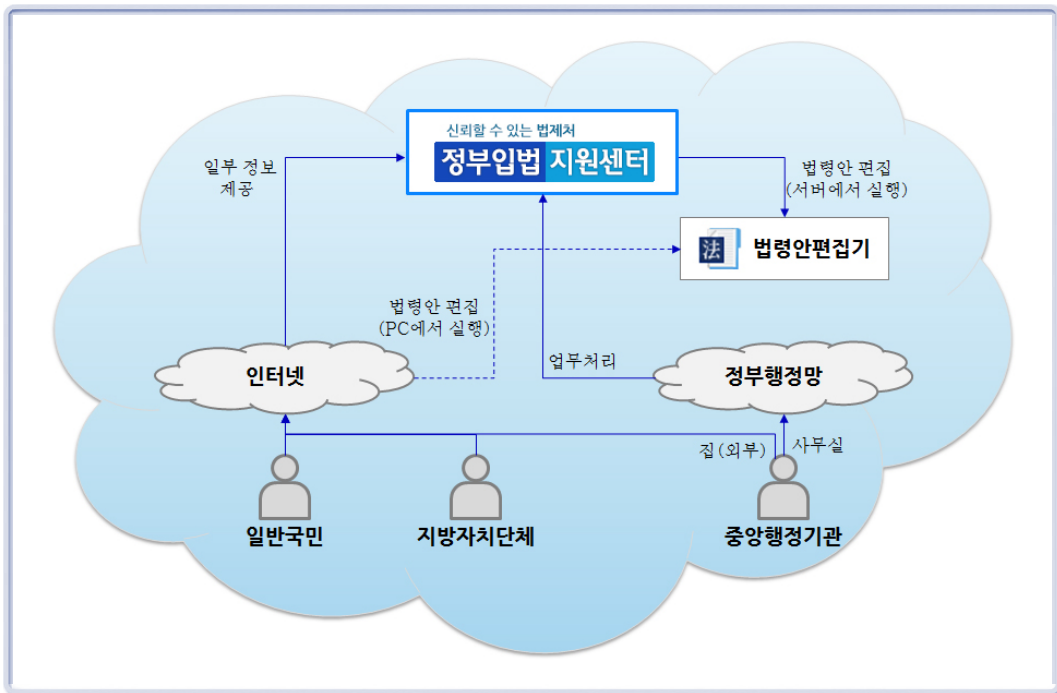 신뢰할 수 있는 법제처
정부입법 지원센터
일부 정보
제공
법령안 편집
(서버에서 실행)
法 법령안편집기
법령안 편집
(PC에서 실행)
업무처리
인터넷
정부행정망
집(외부)
사무실
일반국민
지방자치단체
중앙행정기관